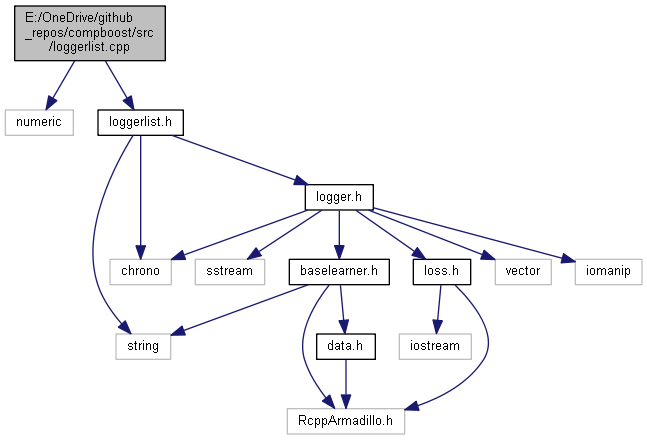 E:/OneDrive/github
_repos/compboost/src
/loggerlist.cpp
numeric
loggerlist.h
logger.h
chrono
sstream
baselearner.h
loss.h
vector
iomanip
string
data.h
iostream
RcppArmadillo.h